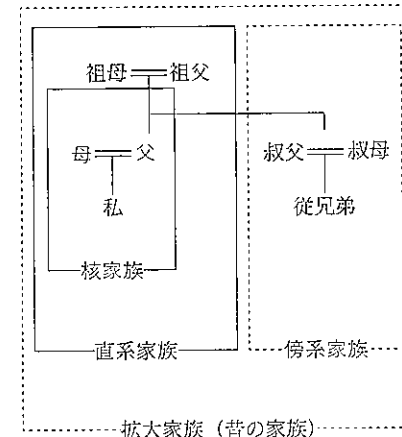 祖母 祖父
母 父 叔父 叔母
私 従兄弟
核家族
直系家族 傍系家族
拡大家族（昔の家族）